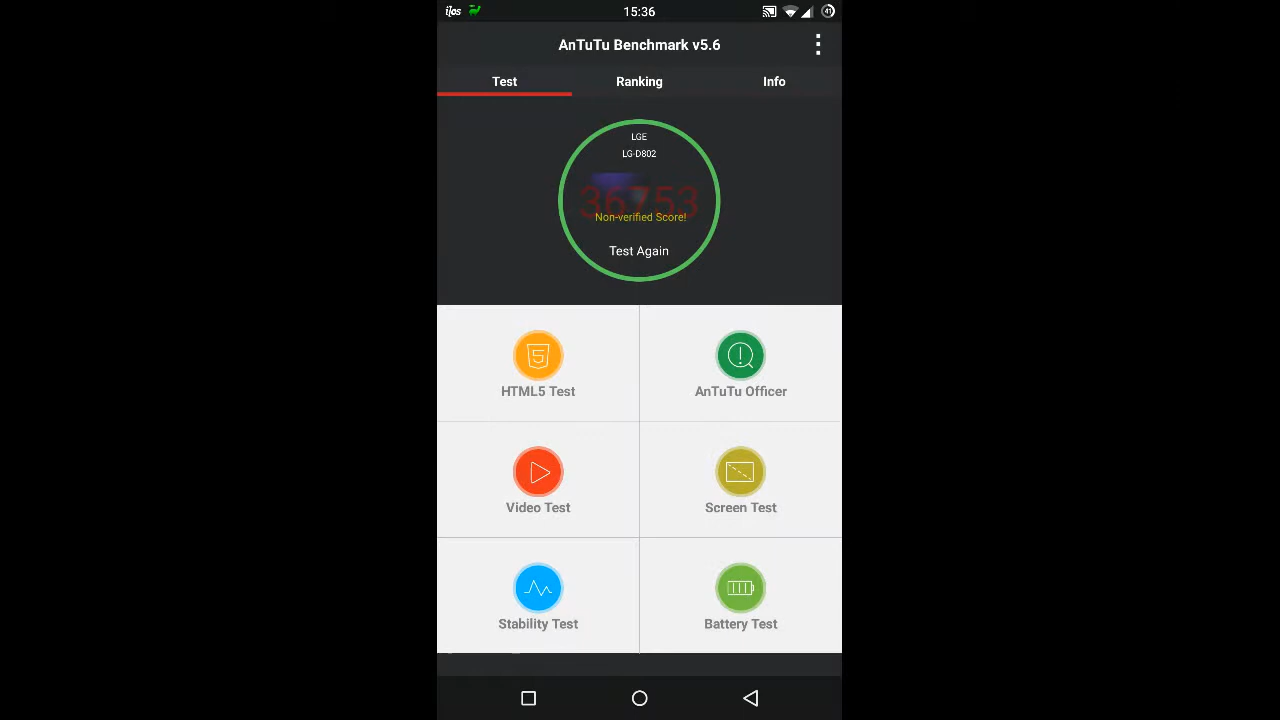 15:36
41
AnTuTu Benchmark v5.6
Test Ranking Info
LGE
LG-D802
36753
Non-verified Score!
Test Again
HTML5 Test AnTuTu Officer
Video Test Screen Test
Stability Test Battery Test